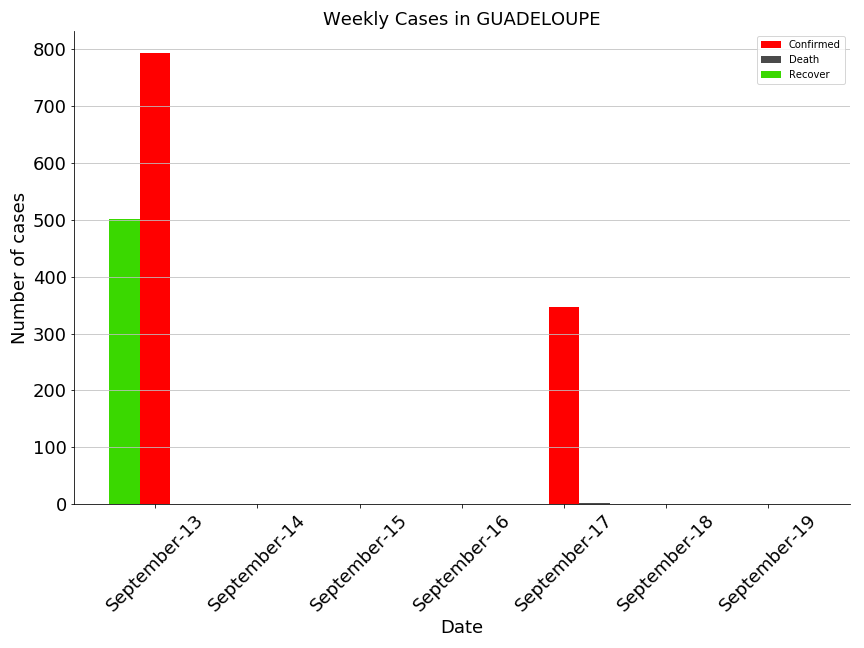 Weekly Cases in GUADELOUPE
Confirmed
Death
Recover
Number of cases
800
700
600
500
400
300
200
100
0
September-13
September-14
September-15
September-16
September-17
September-18
September-19
Date